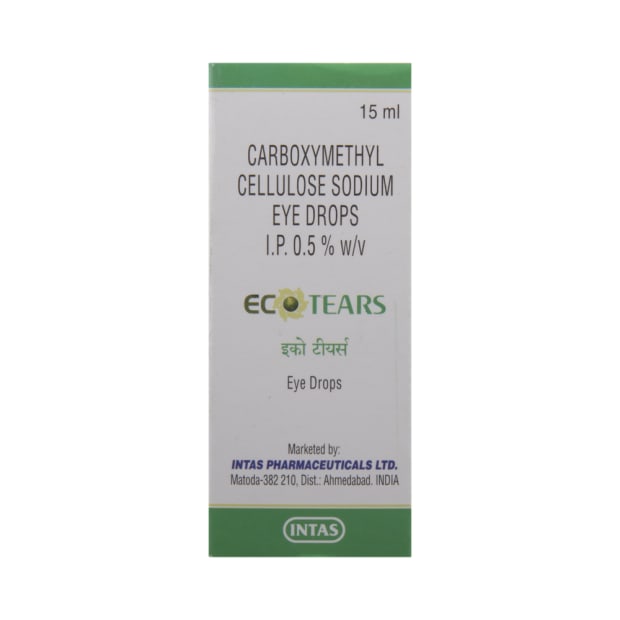 15 ml
CARBOXYMETHYL
CELLULOSE SODIUM
EYE DROPS
I.P. 0.5 % w/v
ECOTEARS
इको टीयर्स
Eye Drops
Marketed by:
INTAS PHARMACEUTICALS LTD.
Matoda-382 210, Dist.: Ahmedabad. INDIA
INTAS